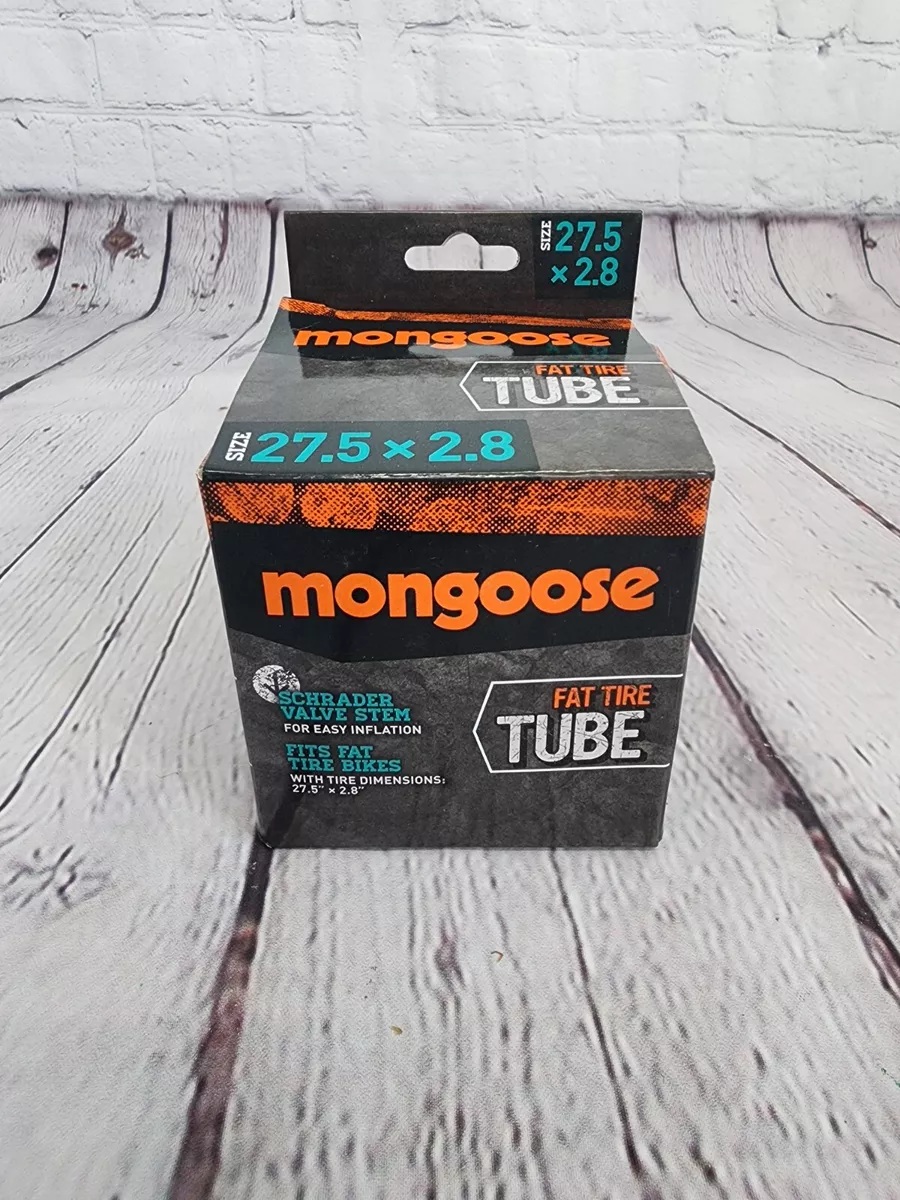 SIZE 27.5
× 2.8
mongoose
FAT TIRE
TUBE
SIZE 27.5 × 2.8
mongoose
SCHRADER
VALVE STEM
FOR EASY INFLATION
FITS FAT
TIRE BIKES
WITH TIRE DIMENSIONS:
27.5" × 2.8"
FAT TIRE
TUBE